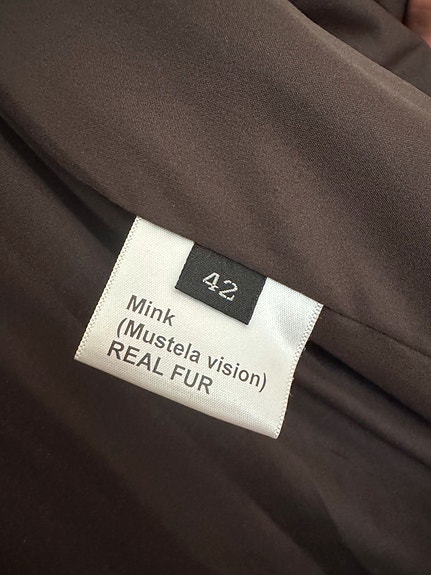 42
Mink
(Mustela vision)
REAL FUR